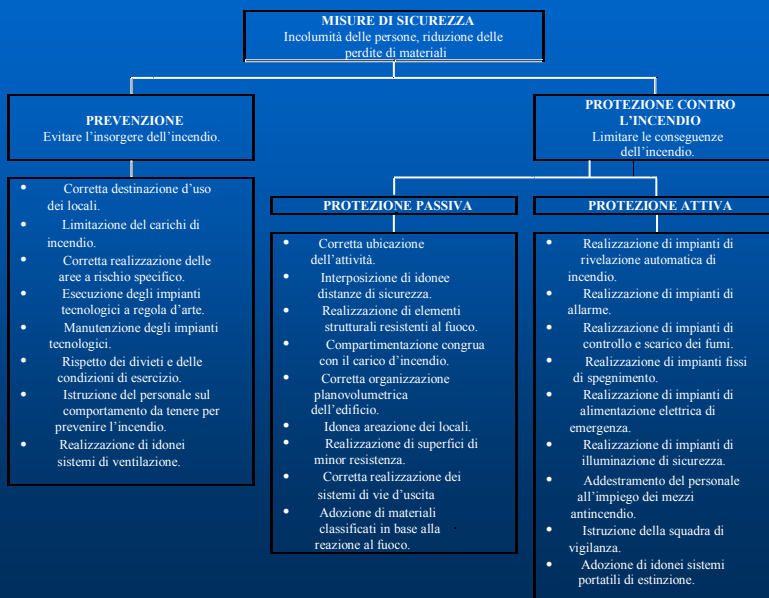 MISURE DI SICUREZZA
Incolumità delle persone, riduzione delle
perdite di materiali
PREVENZIONE
Evitare l’insorgere dell’incendio.
PROTEZIONE CONTRO
L’INCENDIO
Limitare le conseguenze
dell’incendio.
• Corretta destinazione d’uso
dei locali.
• Limitazione del carichi di
incendio.
• Corretta realizzazione delle
aree a rischio specifico.
• Esecuzione degli impianti
tecnologici a regola d’arte.
• Manutenzione degli impianti
tecnologici.
• Rispetto dei divieti e delle
condizioni di esercizio.
• Istruzione del personale sul
comportamento da tenere per
prevenire l’incendio.
• Realizzazione di idonei
sistemi di ventilazione.
PROTEZIONE PASSIVA
• Corretta ubicazione
dell’attività.
• Interposizione di idonee
distanze di sicurezza.
• Realizzazione di elementi
strutturali resistenti al fuoco.
• Compartimentazione congrua
con il carico d’incendio.
• Corretta organizzazione
planovolumetrica
dell’edificio.
• Idonea areazione dei locali.
• Realizzazione di superfici di
minor resistenza.
• Corretta realizzazione dei
sistemi di vie d’uscita
• Adozione di materiali
classificati in base alla
reazione al fuoco.
PROTEZIONE ATTIVA
• Realizzazione di impianti di
rivelazione automatica di
incendio.
• Realizzazione di impianti di
allarme.
• Realizzazione di impianti di
controllo e scarico dei fumi.
• Realizzazione di impianti fissi
di spegnimento.
• Realizzazione di impianti di
alimentazione elettrica di
emergenza.
• Realizzazione di impianti di
illuminazione di sicurezza.
• Addestramento del personale
all’impiego dei mezzi
antincendio.
• Istruzione della squadra di
vigilanza.
• Adozione di idonei sistemi
portatili di estinzione.